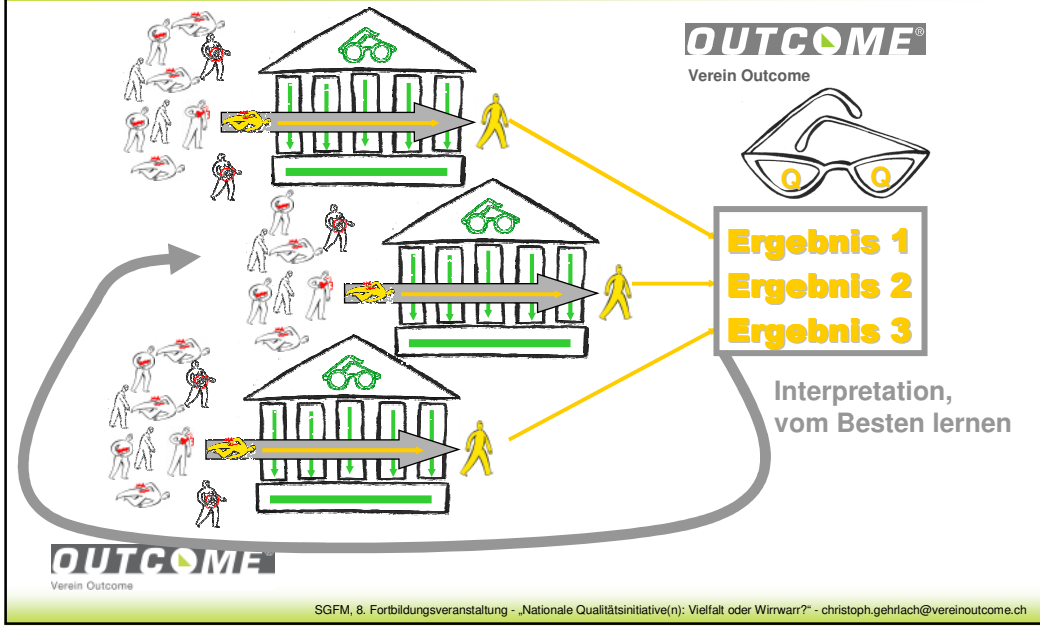 OUTCOME®
Verein Outcome
Q Q
Ergebnis 1
Ergebnis 2
Ergebnis 3
Interpretation,
vom Besten lernen
OUTCOME®
Verein Outcome
SGFM, 8. Fortbildungsveranstaltung - „Nationale Qualitätsinitiative(n): Vielfalt oder Wirrwarr?“ - christoph.gehrlach@vereinoutcome.ch